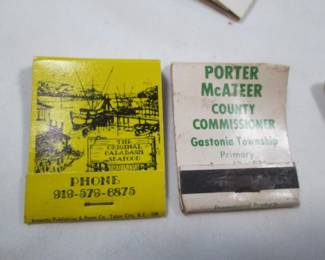 THE
ORIGINAL
CALABASH
SEAFOOD
PHONE
919-579-6875
PORTER
McATEER
COUNTY
COMMISSIONER
Gastonia Township
Primary